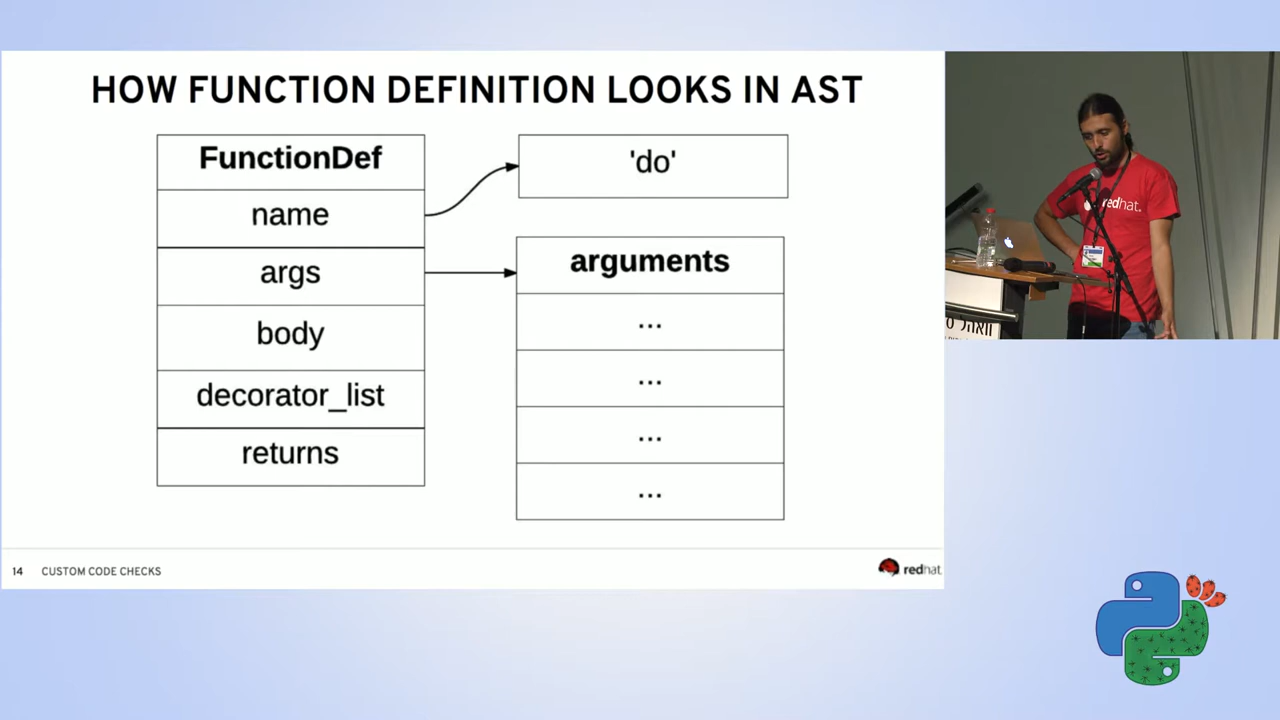 HOW FUNCTION DEFINITION LOOKS IN AST
FunctionDef
name
args
body
decorator_list
returns
'do'
arguments
...
...
...
...
14 CUSTOM CODE CHECKS
redhat.
redhat.